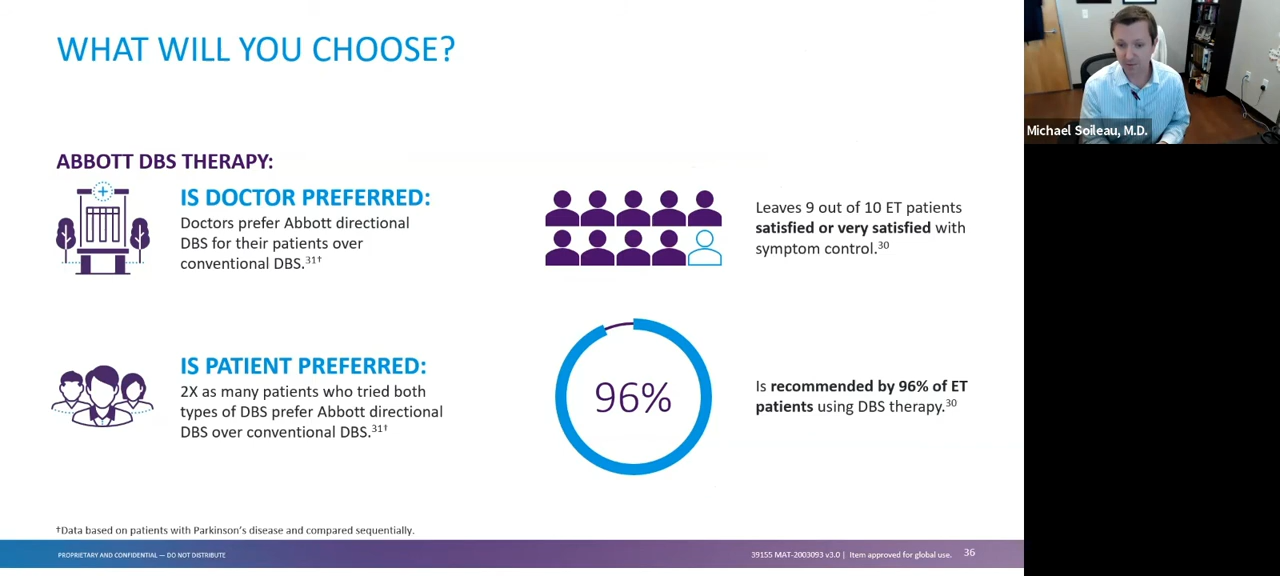 WHAT WILL YOU CHOOSE?
Michael Soileau, M.D.
ABBOTT DBS THERAPY:
IS DOCTOR PREFERRED:
Doctors prefer Abbott directional
DBS for their patients over
conventional DBS.31†
Leaves 9 out of 10 ET patients
satisfied or very satisfied with
symptom control.30
IS PATIENT PREFERRED:
2X as many patients who tried both
types of DBS prefer Abbott directional
DBS over conventional DBS.31†
96%
Is recommended by 96% of ET
patients using DBS therapy.30
†Data based on patients with Parkinson's disease and compared sequentially.
PROPRIETARY AND CONFIDENTIAL — DO NOT DISTRIBUTE
39155 MAT-2003093 v3.0 | Item approved for global use.
36